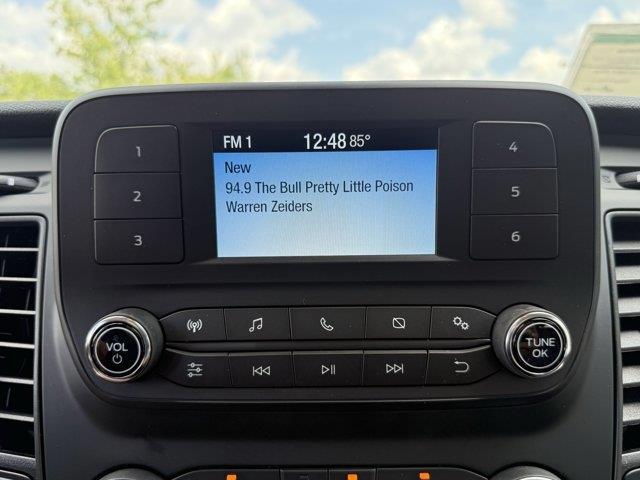 FM 1 12:48 85°
New
94.9 The Bull Pretty Little Poison
Warren Zeiders
1
2
3
4
5
6
VOL
TUNE
OK